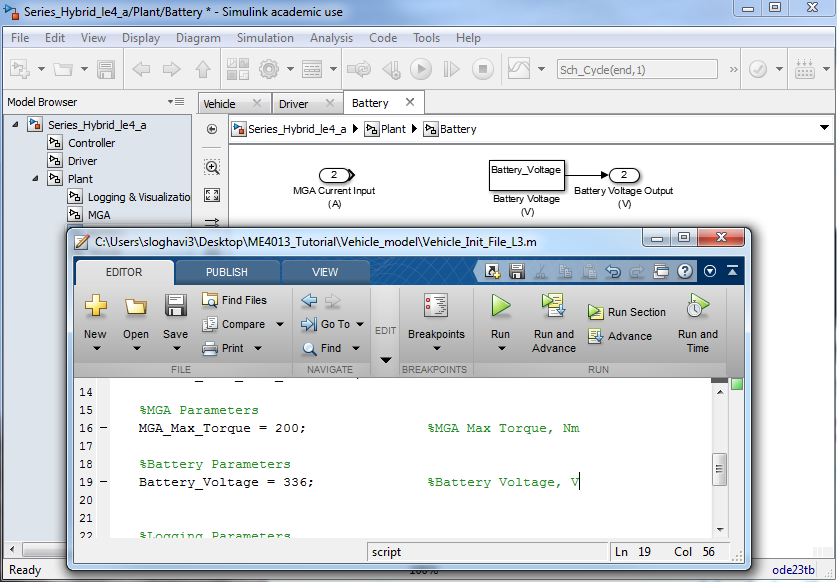 Series_Hybrid_le4_a/Plant/Battery * - Simulink academic use
File Edit View Display Diagram Simulation Analysis Code Tools Help
Sch_Cycle(end,1)
»
Model Browser
Vehicle
Driver
Battery
Series_Hybrid_le4_a
Controller
Driver
Plant
Logging & Visualizatio
MGA
Series_Hybrid_le4_a Plant Battery
2
MGA Current Input
(A)
Battery_Voltage
Battery Voltage
(V)
2
Battery Voltage Output
(V)
C:\Users\sloghavi3\Desktop\ME4013_Tutorial\Vehicle_model\Vehicle_Init_File_L3.m
EDITOR PUBLISH VIEW
New
Open
Save
Find Files
Compare
Print
FILE
Go To
Find
NAVIGATE
EDIT
Breakpoints
BREAKPOINTS
Run
Run and
Advance
Run Section
Advance
Run and
Time
RUN
14
15 %MGA Parameters
16 – MGA_Max_Torque = 200; %MGA Max Torque, Nm
17
18 %Battery Parameters
19 – Battery_Voltage = 336; %Battery Voltage, V
20
21
22 %Logging Parameters
script Ln 19 Col 56
Ready
100%
ode23tb